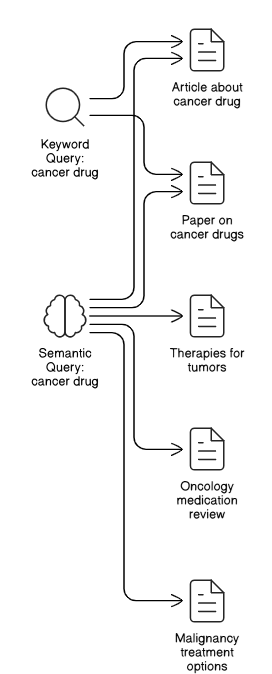 Article about
cancer drug
Keyword
Query:
cancer drug
Paper on
cancer drugs
Semantic
Query:
cancer drug
Therapies for
tumors
Oncology
medication
review
Malignancy
treatment
options